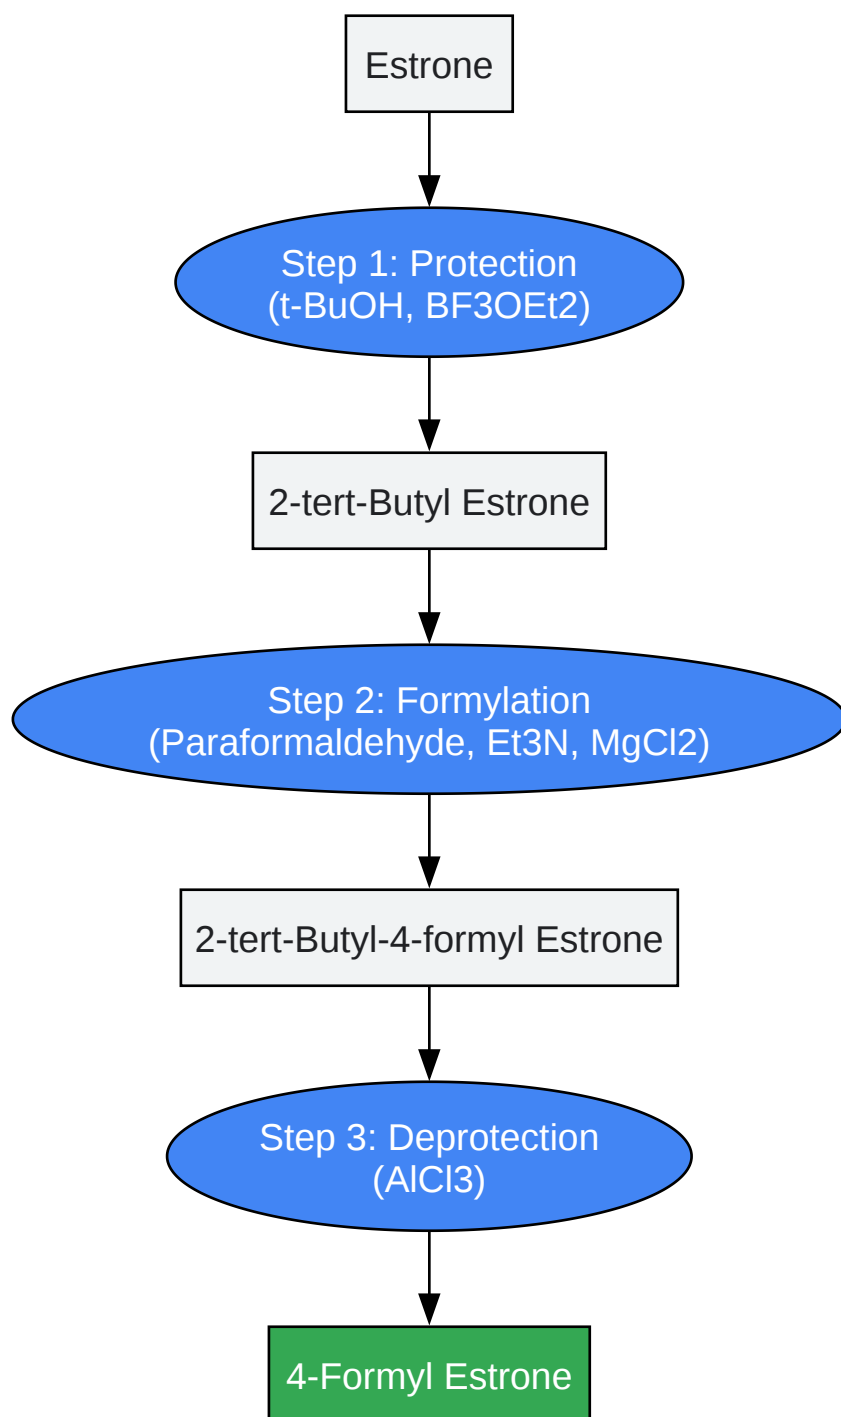 Estrone
Step 1: Protection
(t-BuOH, BF3OEt2)
2-tert-Butyl Estrone
Step 2: Formylation
(Paraformaldehyde, Et3N, MgCl2)
2-tert-Butyl-4-formyl Estrone
Step 3: Deprotection
(AlCl3)
4-Formyl Estrone